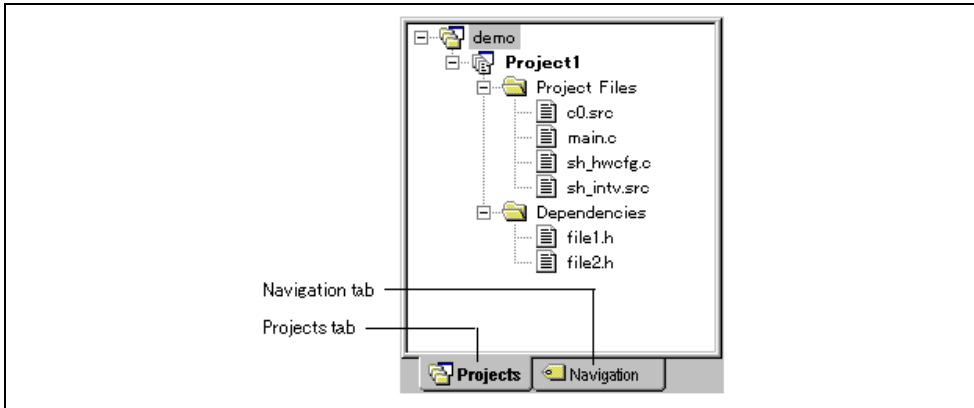 demo
Project1
Project Files
c0.src
main.c
sh_hwcfg.c
sh_intv.src
Dependencies
file1.h
file2.h
Navigation tab
Projects tab
Projects Navigation